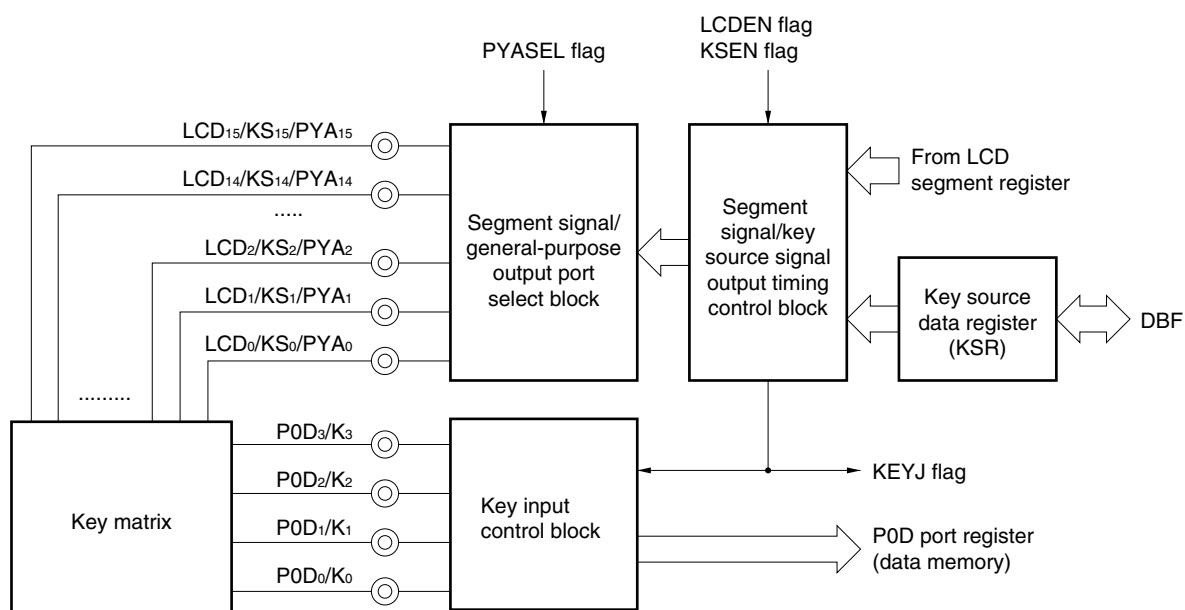 LCDEN flag
KSEN flag
PYASEL flag
LCD15/KS15/PYA15
LCD14/KS14/PYA14
.....
LCD2/KS2/PYA2
LCD1/KS1/PYA1
LCD0/KS0/PYA0
.........
Segment signal/
general-purpose
output port
select block
Segment
signal/key
source signal
output timing
control block
From LCD
segment register
Key source
data register
(KSR)
DBF
Key matrix
P0D3/K3
P0D2/K2
P0D1/K1
P0D0/K0
Key input
control block
KEYJ flag
P0D port register
(data memory)